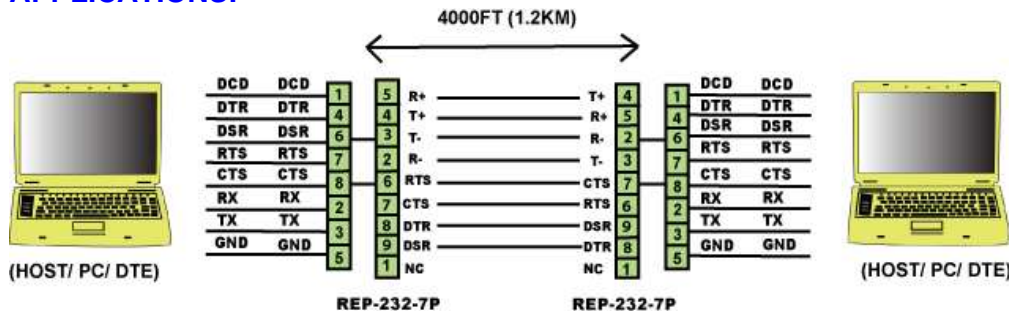 APPLICATIONS:
4000FT (1.2KM)
DCD DCD 1
DTR DTR 4
DSR DSR 6
RTS RTS 7
CTS CTS 8
RX RX 2
TX TX 3
GND GND 5
(HOST/ PC/ DTE)
5 R+
4 T+
3 T-
2 R-
6 RTS
7 CTS
8 DTR
9 DSR
1 NC
REP-232-7P
T+ 4
R+ 5
R- 2
T- 3
CTS 7
RTS 6
DSR 9
DTR 8
NC 1
REP-232-7P
1 DCD DCD
4 DTR DTR
6 DSR DSR
7 RTS RTS
8 CTS CTS
2 RX RX
3 TX TX
5 GND GND
(HOST/ PC/ DTE)